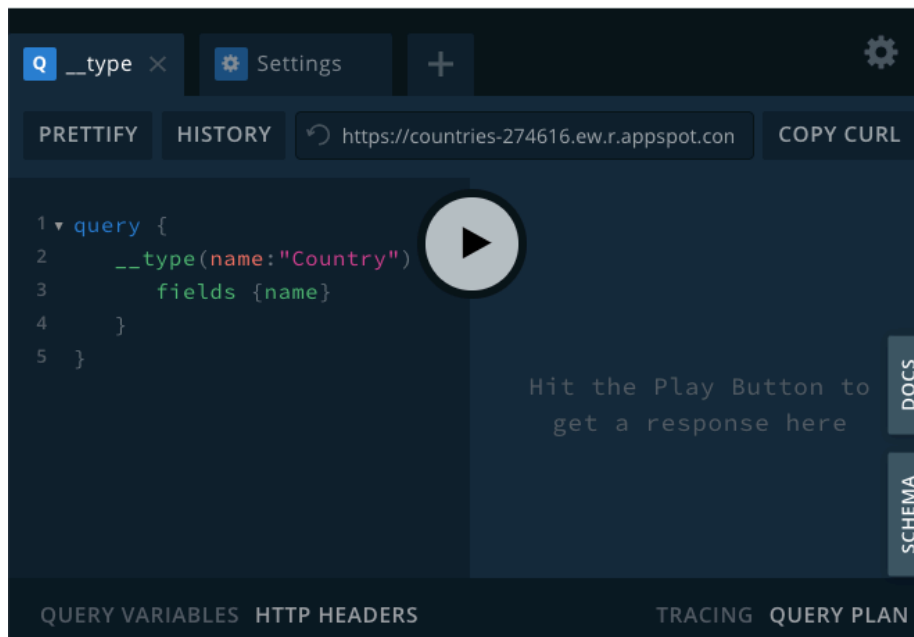 Q __type × Settings +
PRETTIFY HISTORY https://countries-274616.ew.r.appspot.con COPY CURL
1 query {
2 __type(name:"Country")
3 fields {name}
4 }
5 }
Hit the Play Button to
get a response here
DOCS
SCHEMA
QUERY VARIABLES HTTP HEADERS TRACING QUERY PLAN